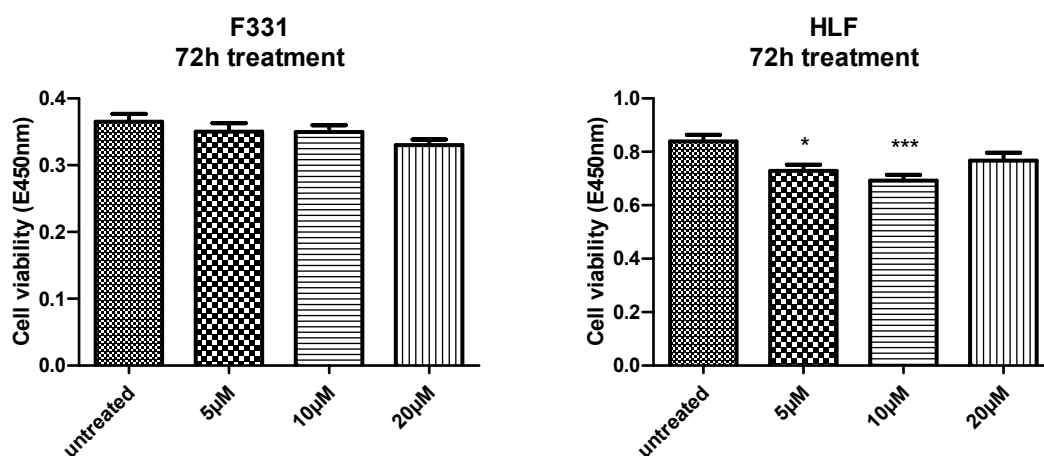 F331
72h treatment
Cell viability (E450nm)
0.4
0.3
0.2
0.1
0.0
untreated
5µM
10µM
20µM
HLF
72h treatment
Cell viability (E450nm)
1.0
0.8
0.6
0.4
0.2
0.0
*
***
untreated
5µM
10µM
20µM